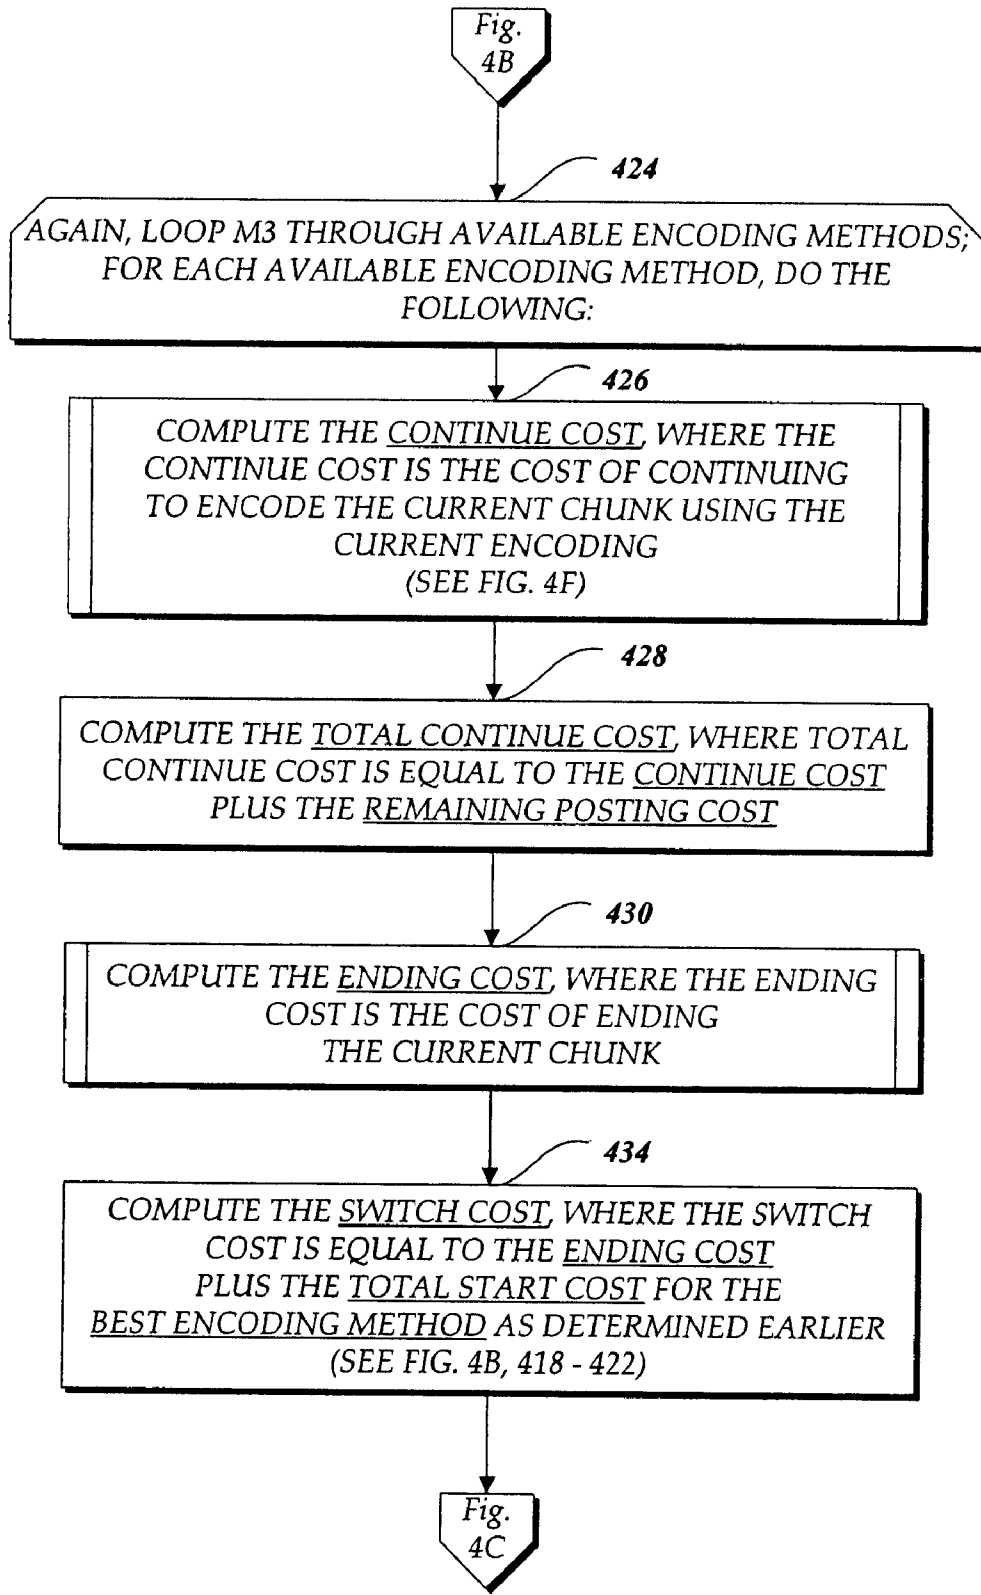 Fig.
4B
424
AGAIN, LOOP M3 THROUGH AVAILABLE ENCODING METHODS;
FOR EACH AVAILABLE ENCODING METHOD, DO THE
FOLLOWING:
426
COMPUTE THE CONTINUE COST, WHERE THE
CONTINUE COST IS THE COST OF CONTINUING
TO ENCODE THE CURRENT CHUNK USING THE
CURRENT ENCODING
(SEE FIG. 4F)
428
COMPUTE THE TOTAL CONTINUE COST, WHERE TOTAL
CONTINUE COST IS EQUAL TO THE CONTINUE COST
PLUS THE REMAINING POSTING COST
430
COMPUTE THE ENDING COST, WHERE THE ENDING
COST IS THE COST OF ENDING
THE CURRENT CHUNK
434
COMPUTE THE SWITCH COST, WHERE THE SWITCH
COST IS EQUAL TO THE ENDING COST
PLUS THE TOTAL START COST FOR THE
BEST ENCODING METHOD AS DETERMINED EARLIER
(SEE FIG. 4B, 418 - 422)
Fig.
4C